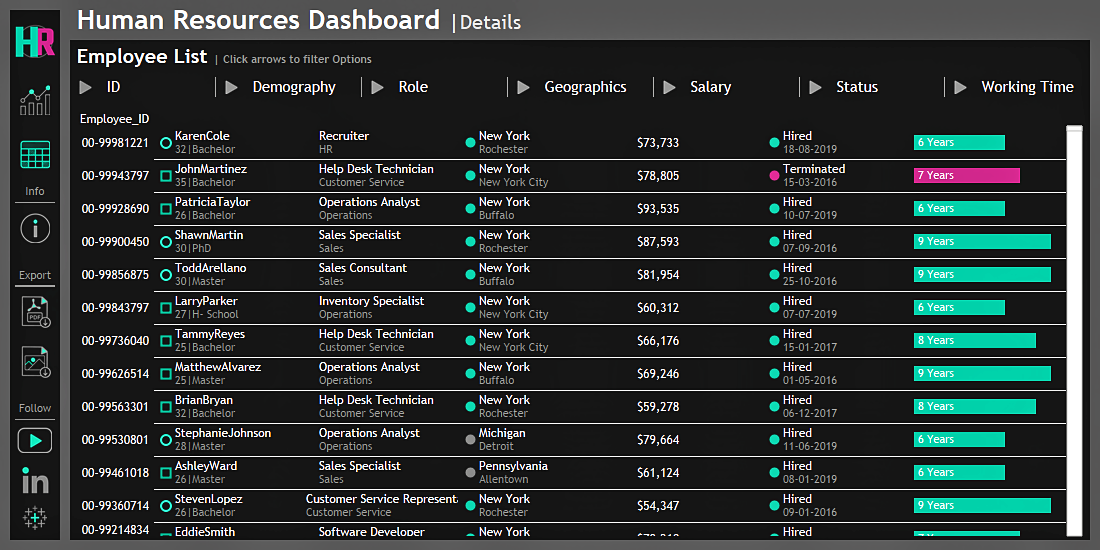 HR
Human Resources Dashboard |Details
Employee List | Click arrows to filter Options
ID Demography Role Geographics Salary Status Working Time
Employee_ID
00-99981221 KarenCole Recruiter New York $73,733 Hired 6 Years
32|Bachelor HR Rochester 18-08-2019
00-99943797 JohnMartinez Help Desk Technician New York $78,805 Terminated 7 Years
35|Bachelor Customer Service New York City 15-03-2016
00-99928690 PatriciaTaylor Operations Analyst New York $93,535 Hired 6 Years
26|Bachelor Operations Buffalo 10-07-2019
00-99900450 ShawnMartin Sales Specialist New York $87,593 Hired 9 Years
30|PhD Sales Rochester 07-09-2016
00-99856875 ToddArellano Sales Consultant New York $81,954 Hired 9 Years
30|Master Sales Buffalo 25-10-2016
00-99843797 LarryParker Inventory Specialist New York $60,312 Hired 6 Years
27|H- School Operations New York City 07-07-2019
00-99736040 TammyReyes Help Desk Technician New York $66,176 Hired 8 Years
25|Bachelor Customer Service New York City 15-01-2017
00-99626514 MatthewAlvarez Operations Analyst New York $69,246 Hired 9 Years
25|Master Operations Buffalo 01-05-2016
00-99563301 BrianBryan Help Desk Technician New York $59,278 Hired 8 Years
32|Bachelor Customer Service Rochester 06-12-2017
00-99530801 StephanieJohnson Operations Analyst Michigan $79,664 Hired 6 Years
28|Master Operations Detroit 11-06-2019
00-99461018 AshleyWard Sales Specialist Pennsylvania $61,124 Hired 6 Years
26|Master Sales Allentown 08-01-2019
00-99360714 StevenLopez Customer Service Represent New York $54,347 Hired 9 Years
26|Bachelor Customer Service Rochester 09-01-2016
00-99214834 EddieSmith Software Developer New York Hired
Info
Export
PDF
Follow
in